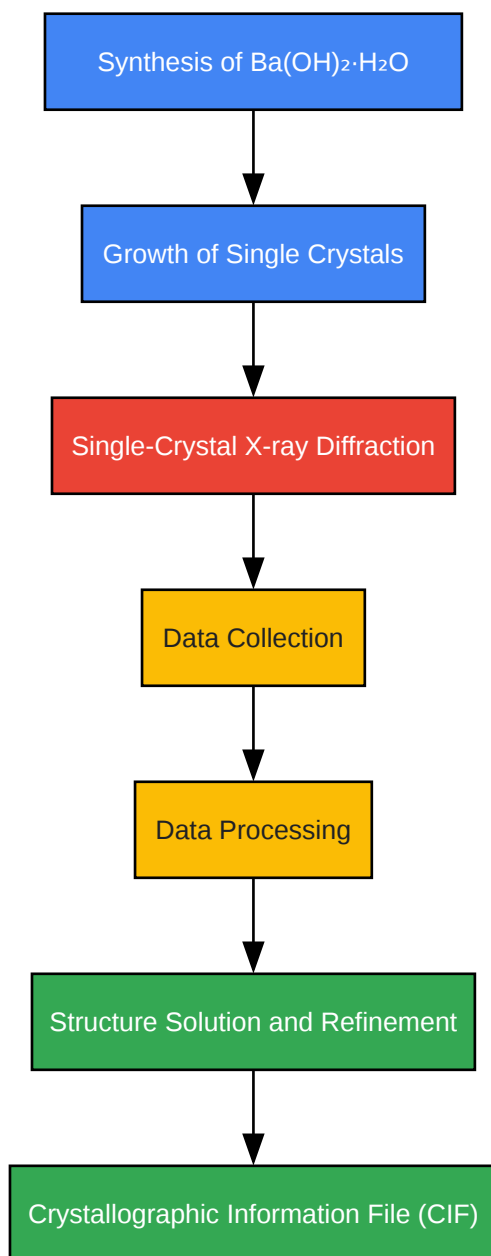 Synthesis of Ba(OH)₂·H₂O
Growth of Single Crystals
Single-Crystal X-ray Diffraction
Data Collection
Data Processing
Structure Solution and Refinement
Crystallographic Information File (CIF)